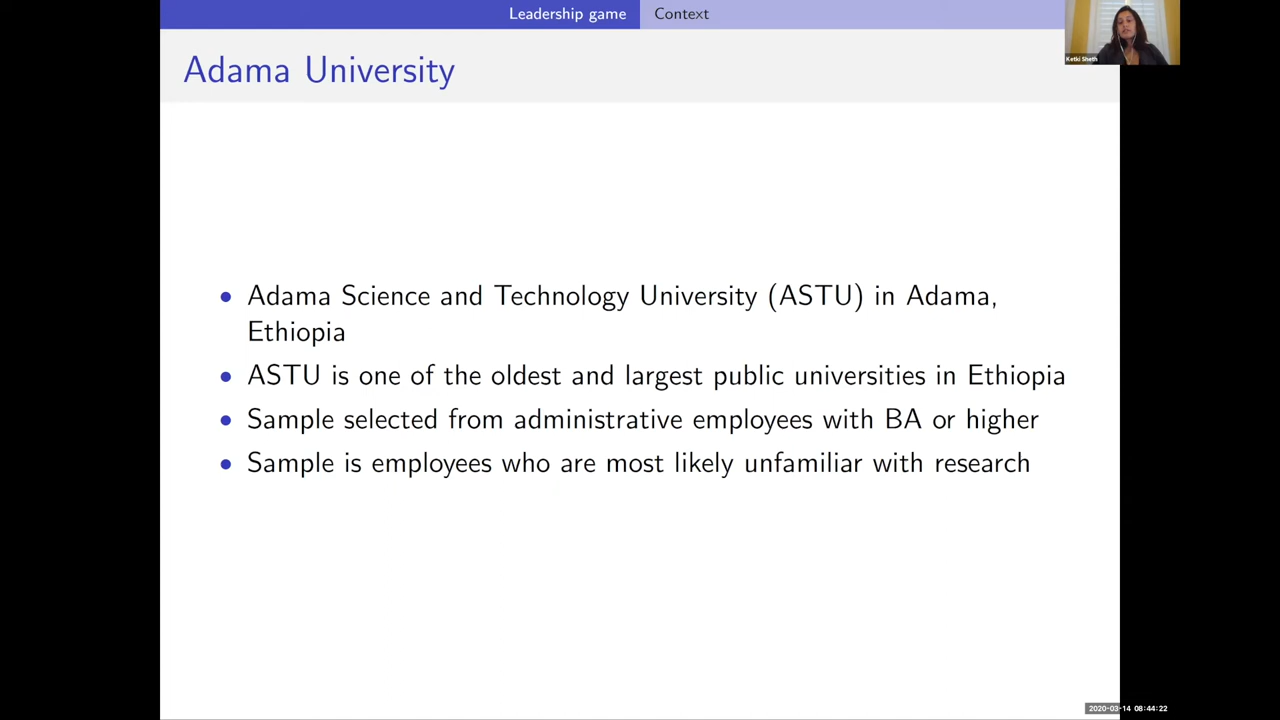 Leadership game Context
Ketki Sheth
Adama University
• Adama Science and Technology University (ASTU) in Adama,
Ethiopia
• ASTU is one of the oldest and largest public universities in Ethiopia
• Sample selected from administrative employees with BA or higher
• Sample is employees who are most likely unfamiliar with research
2020-03-14 08:44:22